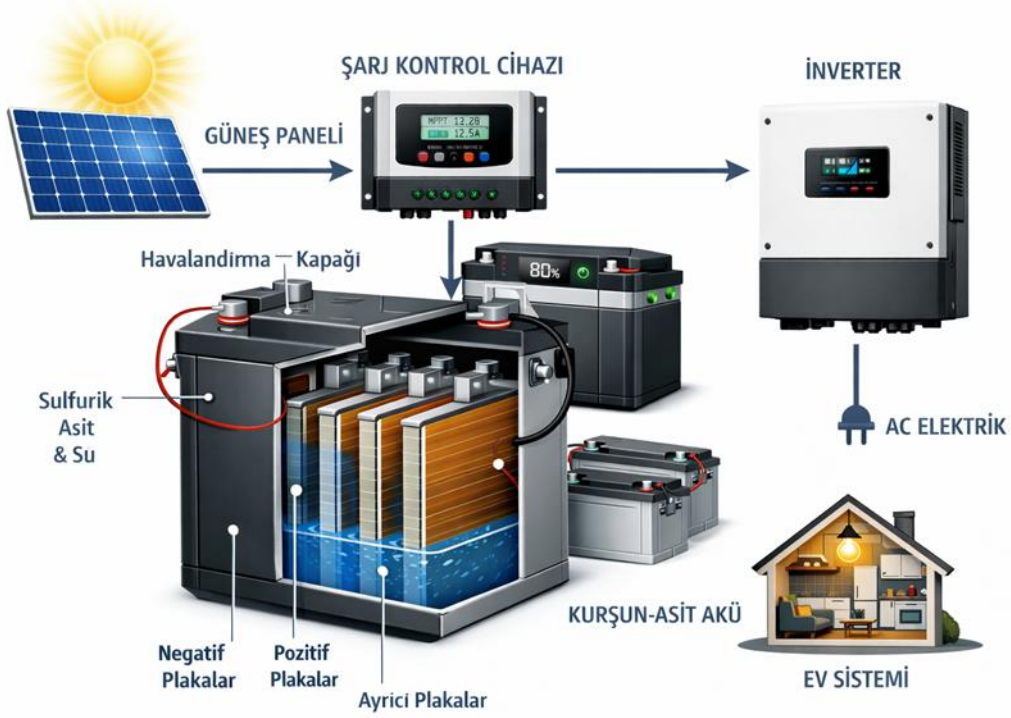 ŞARJ KONTROL CİHAZI
İNVERTER
GÜNEŞ PANELİ
MPPT 13.28
12.5A
Havalandirma Kapaği
80%
Sulfurik
Asit
& Su
AC ELEKTRİK
KURŞUN-ASİT AKÜ
Negatif
Plakalar
Pozitif
Plakalar
Ayrici Plakalar
EV SİSTEMİ